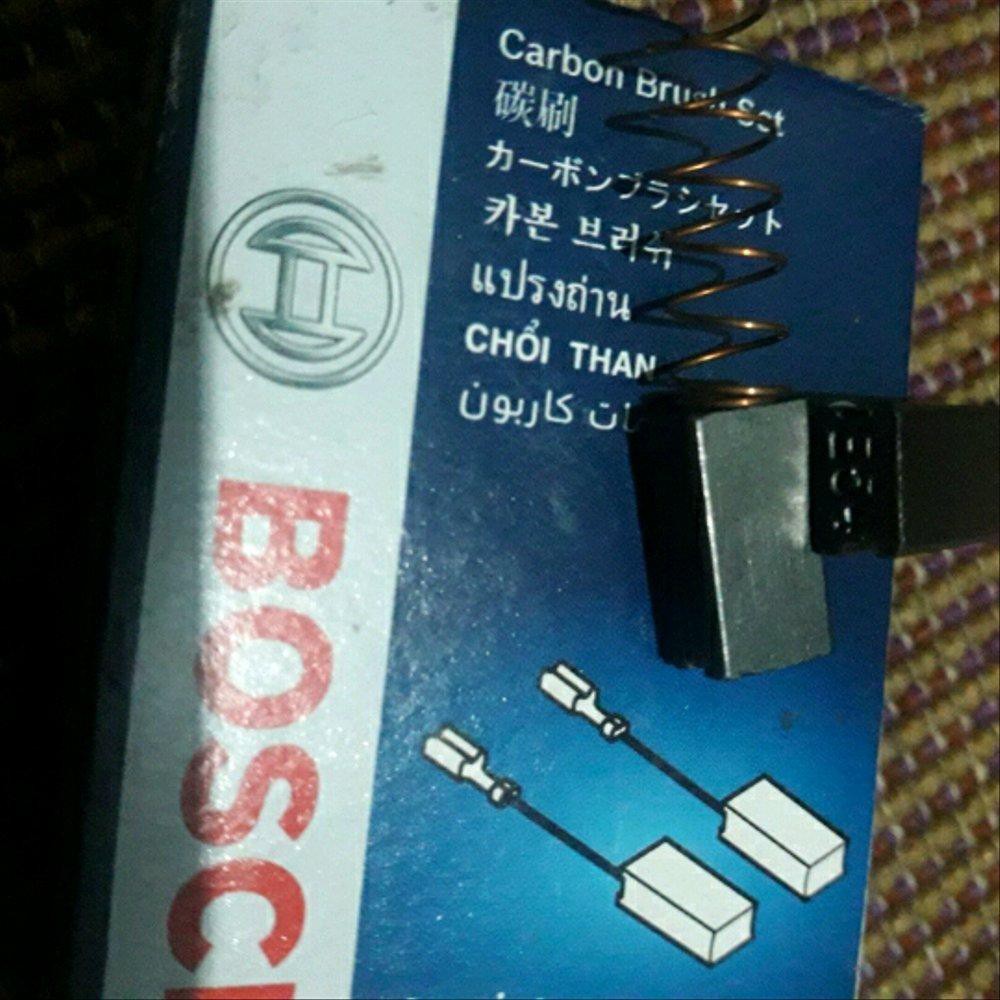 Carbon Brush Set
碳刷
カーボンブラシセット
카본 브러쉬
แปรงถ่าน
CHỔI THAN
كاربون
BOSC